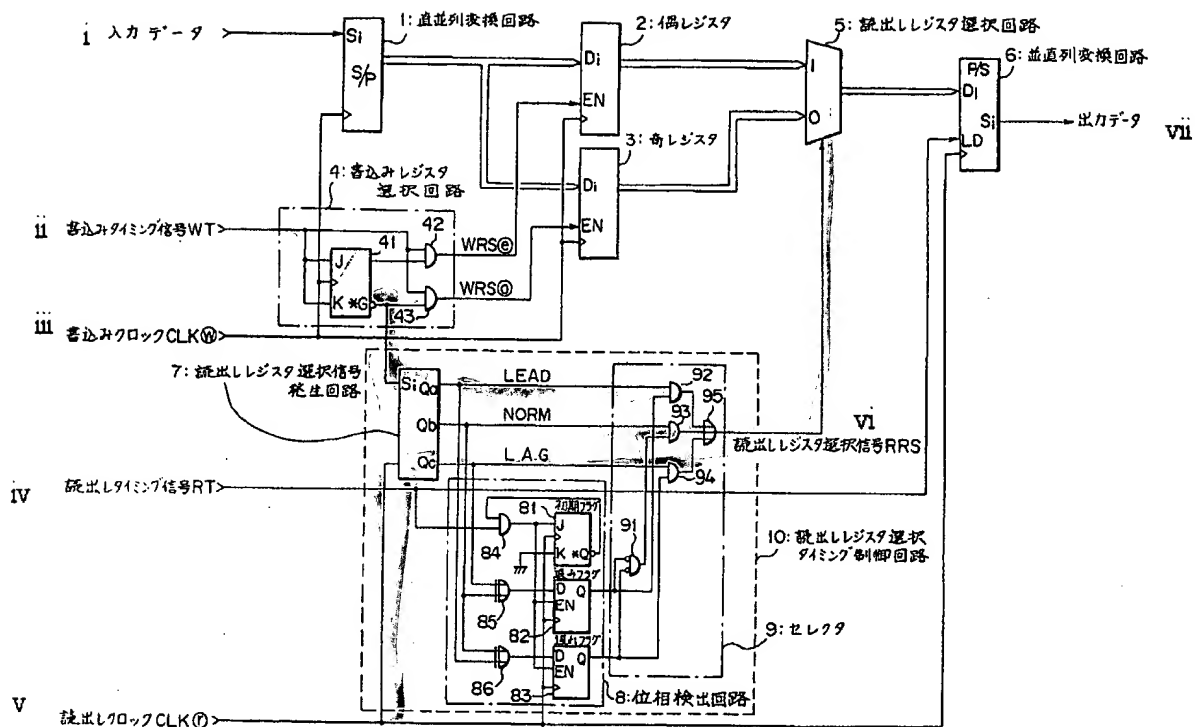 1:直並列変換回路
2:偶レジスタ
5:読出しレジスタ選択回路
6:並直列変換回路
i 入力データ
Si
S/P
Di
EN
I
O
P/S
Di
Si
LD
出力データ vii
3:奇レジスタ
Di
EN
4:書込みレジスタ
選択回路
ii 書込みタイミング信号WT
41
42
J
K *G
43
WRSⓔ
WRSⓞ
iii 書込みクロックCLKⓦ
7:読出しレジスタ選択信号
発生回路
Si Qa
Qb
Qc
LEAD
NORM
L.A.G
92
93
94
95
vi
読出しレジスタ選択信号RRS
iv 読出しタイミング信号RT
81
初期フラグ
J
K *Q
84
91
10:読出しレジスタ選択
タイミング制御回路
進みフラグ
D Q
EN
85
82
遅れフラグ
D Q
EN
86
83
9:セレクタ
8:位相検出回路
v 読出しクロックCLKⓡ